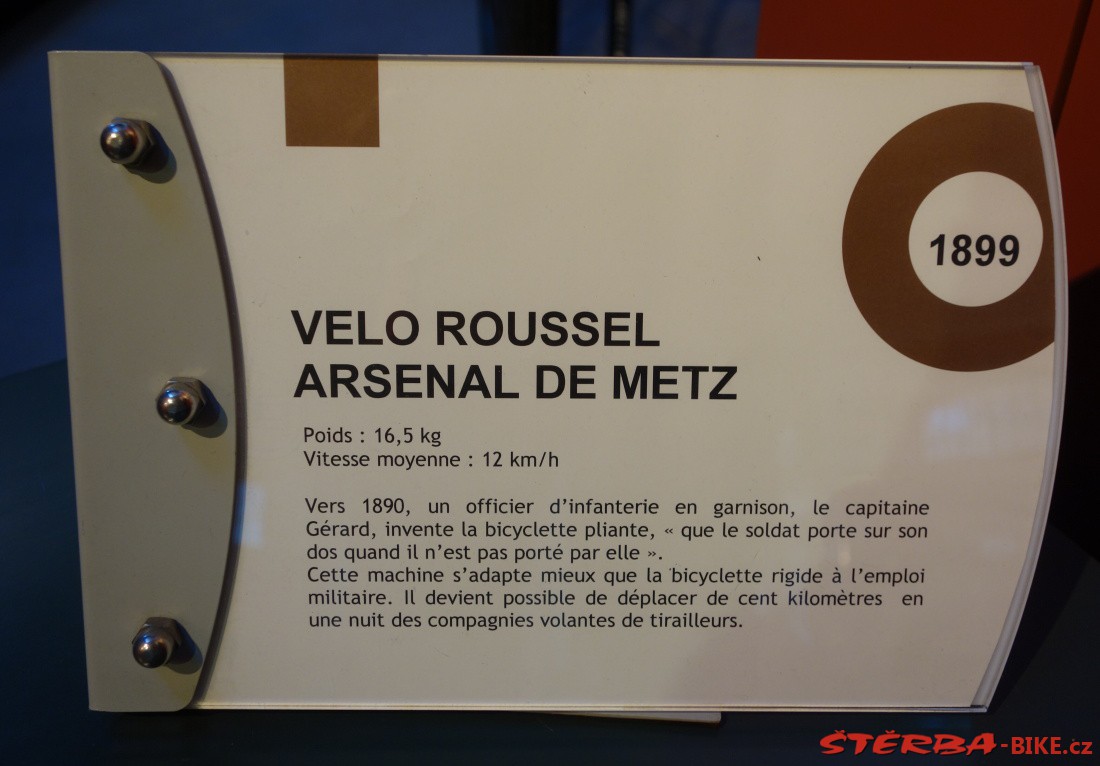 1899
VELO ROUSSEL
ARSENAL DE METZ
Poids : 16,5 kg
Vitesse moyenne : 12 km/h
Vers 1890, un officier d’infanterie en garnison, le capitaine
Gérard, invente la bicyclette pliante, « que le soldat porte sur son
dos quand il n’est pas porté par elle ».
Cette machine s’adapte mieux que la bicyclette rigide à l’emploi
militaire. Il devient possible de déplacer de cent kilomètres en
une nuit des compagnies volantes de tirailleurs.
ŠTĚRBA-BIKE.cz